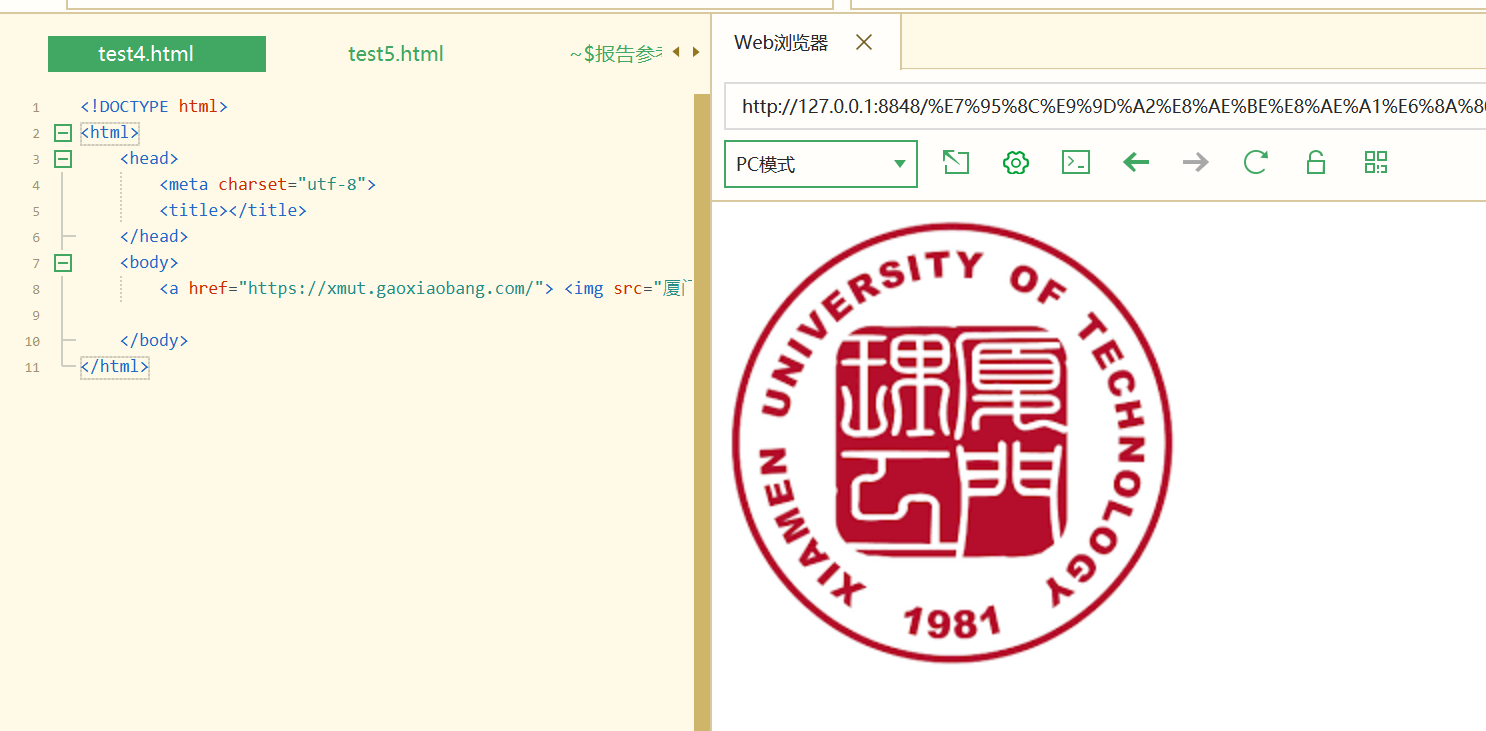 test4.html
test5.html
~$报告参考
1 <!DOCTYPE html>
2 <html>
3 <head>
4 <meta charset="utf-8">
5 <title></title>
6 </head>
7 <body>
8 <a href="https://xmut.gaoxiaobang.com/"> <img src="厦门
9
10 </body>
11 </html>
Web浏览器
http://127.0.0.1:8848/%E7%95%8C%E9%9D%A2%E8%AE%BE%E8%AE%A1%E6%8A%80
PC模式
XIAMEN UNIVERSITY OF TECHNOLOGY
厦門
理工
1981